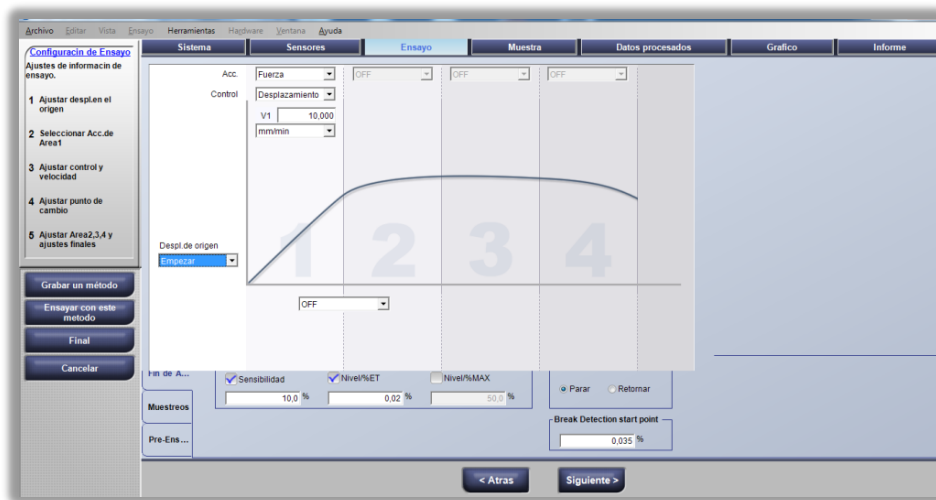 Archivo Editar Vista Ensayo Herramientas Hardware Ventana Ayuda
Sistema Sensores Ensayo Muestra Datos procesados Grafico Informe
Configuracin de Ensayo
Ajustes de informacin de
ensayo.
1 Ajustar despl.en el
origen
2 Seleccionar Acc.de
Area1
3 Ajustar control y
velocidad
4 Ajustar punto de
cambio
5 Ajustar Area2,3,4 y
ajustes finales
Grabar un método
Ensayar con este
metodo
Final
Cancelar
Acc. Fuerza OFF OFF OFF
Control Desplazamiento
V1 10,000
mm/min
1 2 3 4
Despl.de origen
Empezar
OFF
Fin de A...
Muestreos
Pre-Ens...
Sensibilidad Nivel/%ET Nivel/%MAX
10,0 % 0,02 % 50,0 %
Parar Retornar
Break Detection start point
0,035 %
< Atras Siguiente >